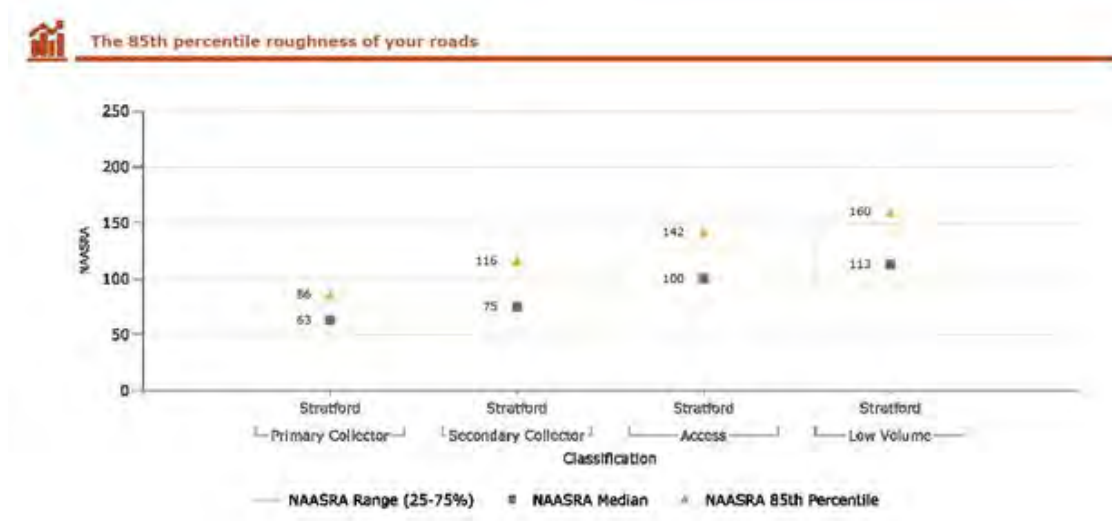 The 85th percentile roughness of your roads
250
200
150
100
50
0
NAASRA
86
63
116
75
142
100
160
113
Stratford Stratford Stratford Stratford
Primary Collector Secondary Collector Access Low Volume
Classification
NAASRA Range (25-75%) NAASRA Median NAASRA 85th Percentile